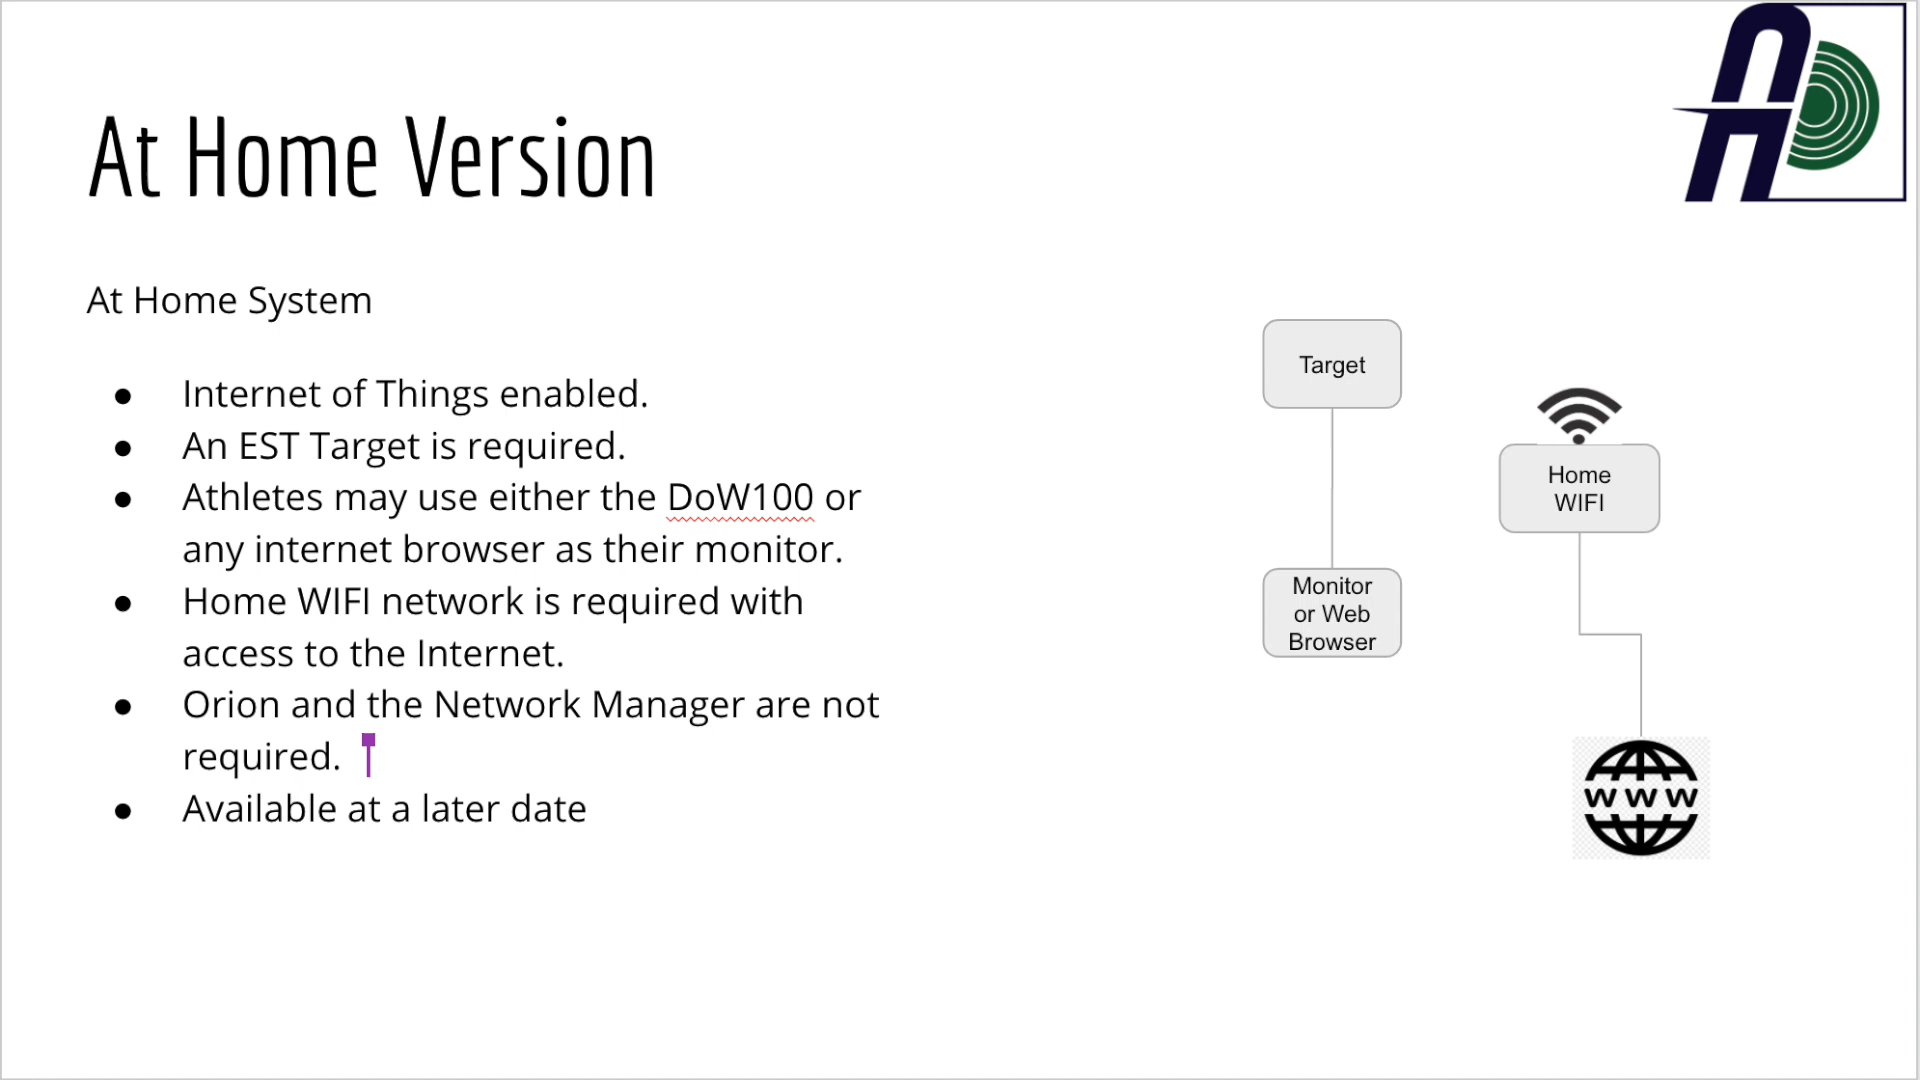 At Home Version
At Home System
● Internet of Things enabled.
● An EST Target is required.
● Athletes may use either the DoW100 or
any internet browser as their monitor.
● Home WIFI network is required with
access to the Internet.
● Orion and the Network Manager are not
required.
● Available at a later date
Target
Home
WIFI
Monitor
or Web
Browser
WWW